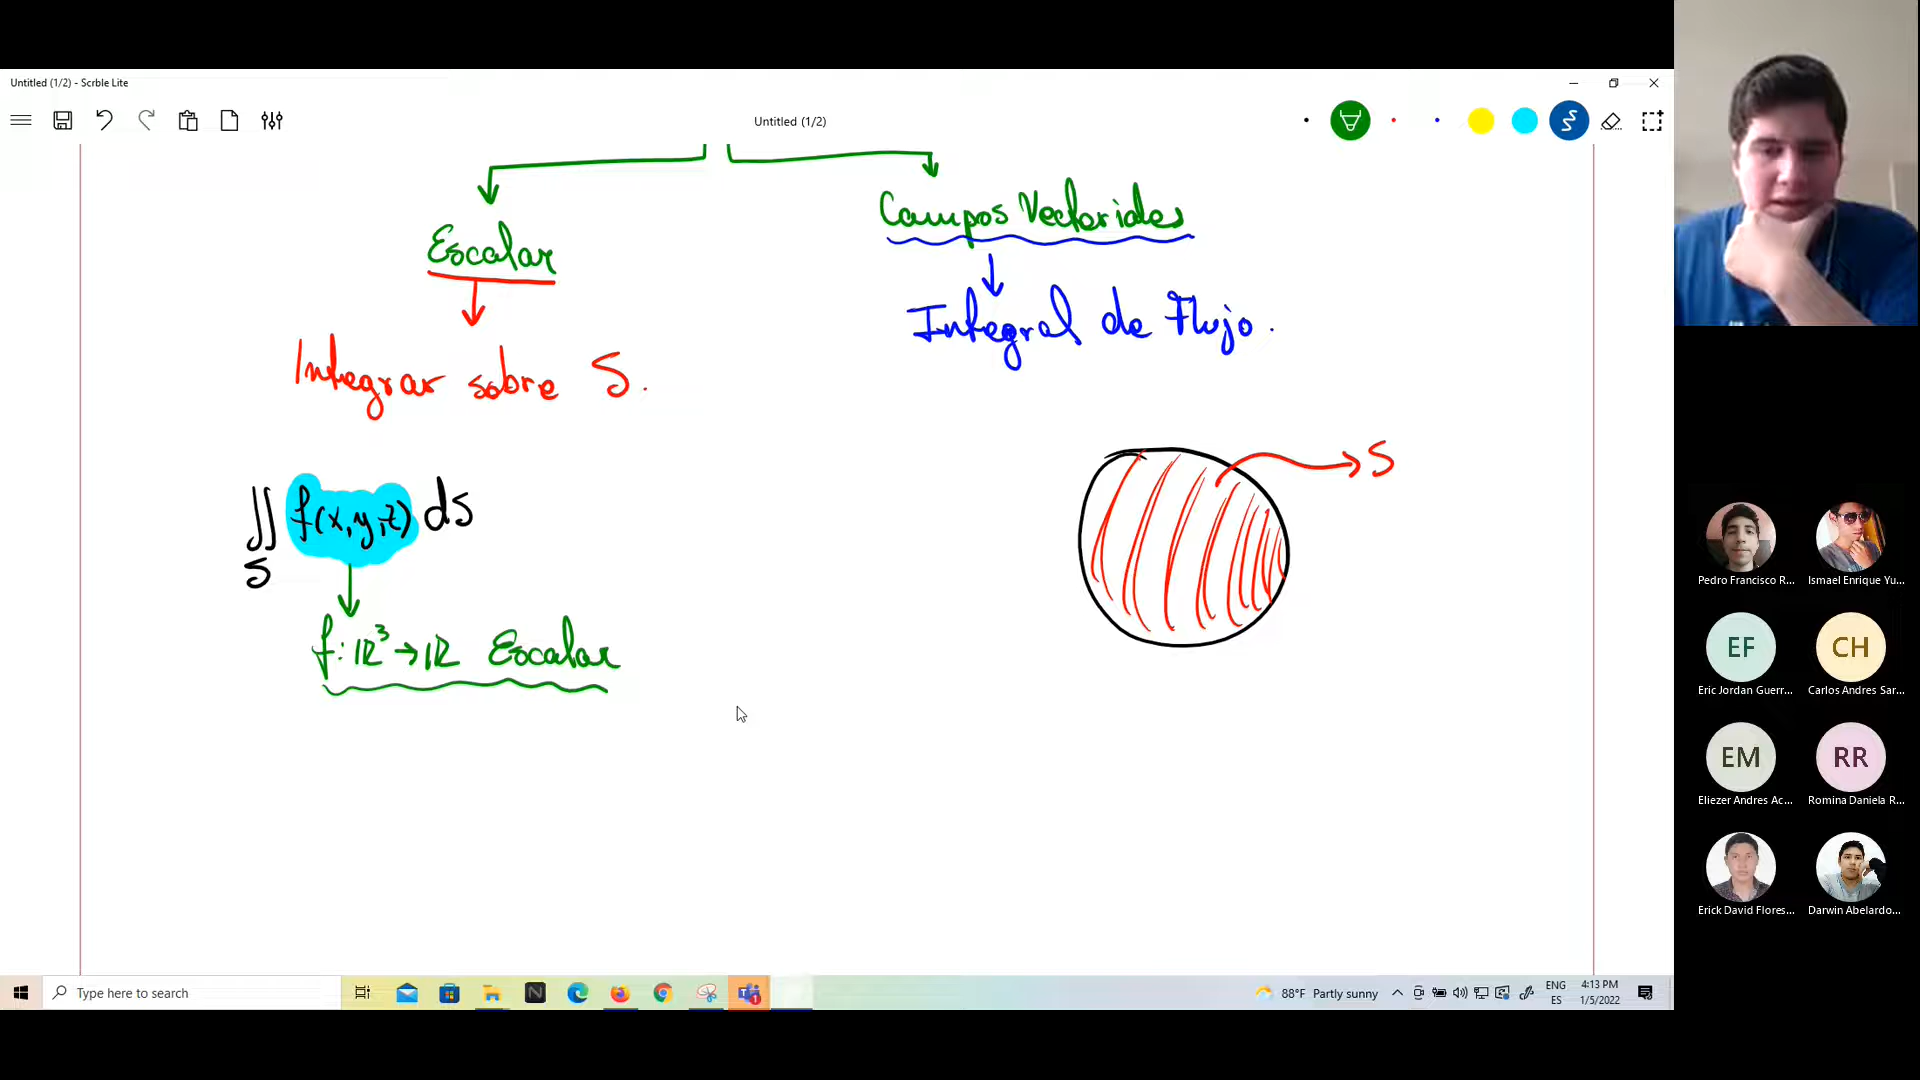 Untitled (1/2) - Scrble Lite
Untitled (1/2)
Escalar
Campos Vectoriales
Integrar sobre S.
Integral de Flujo.
∬ f(x,y,z) ds
S
f: ℝ³ → ℝ Escalar
S
Pedro Francisco R...
Ismael Enrique Yu...
EF
CH
Eric Jordan Guerr...
Carlos Andres Sar...
EM
RR
Eliezer Andres Ac...
Romina Daniela R...
Erick David Flores...
Darwin Abelardo...
Type here to search
1
88°F Partly sunny
ENG
ES
4:13 PM
1/5/2022